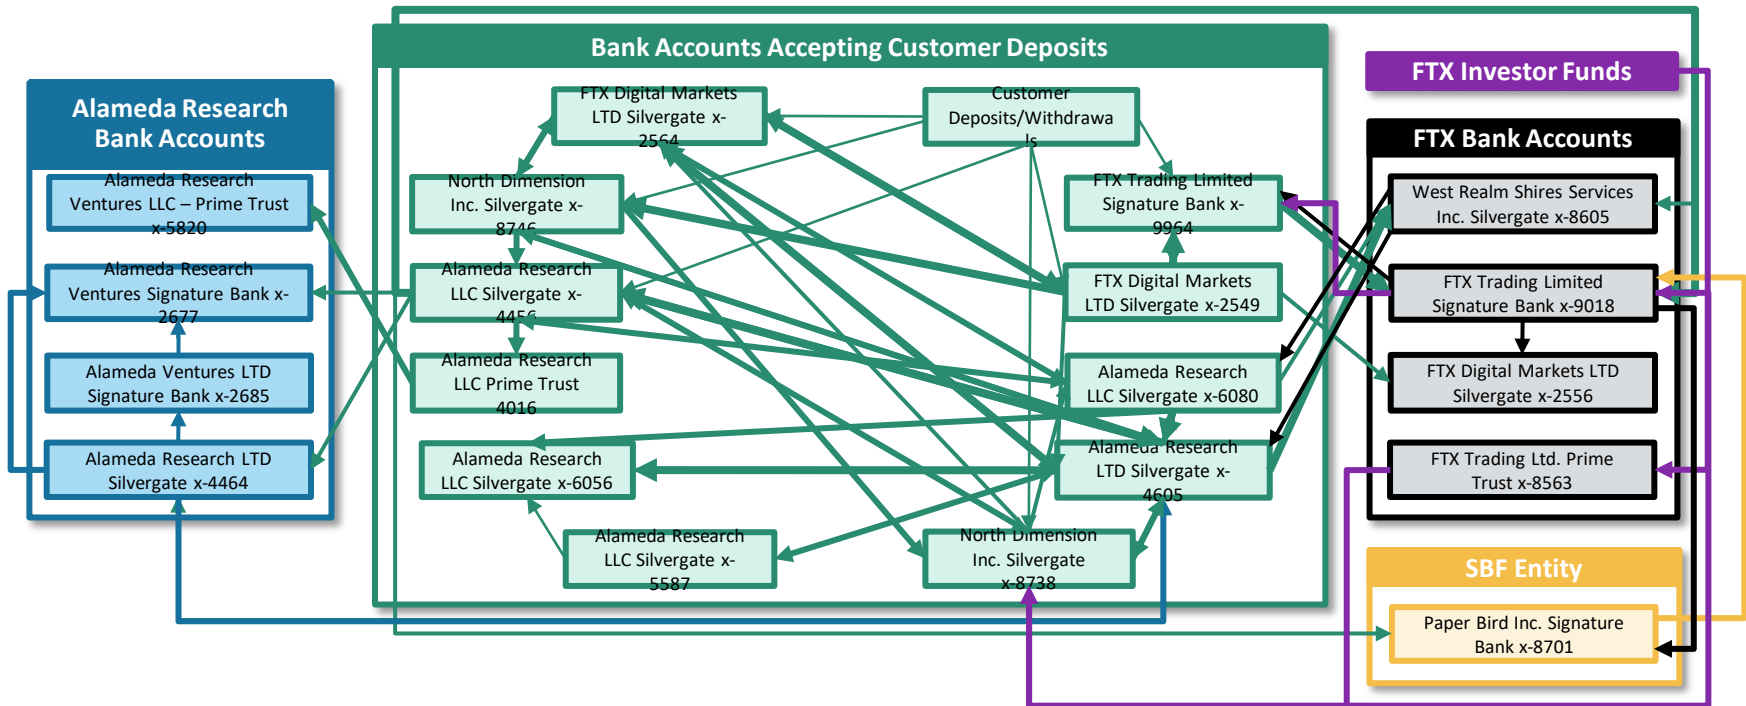 Bank Accounts Accepting Customer Deposits
Alameda Research
Bank Accounts
Alameda Research
Ventures LLC – Prime Trust
x-5820
Alameda Research
Ventures Signature Bank x-
2677
Alameda Ventures LTD
Signature Bank x-2685
Alameda Research LTD
Silvergate x-4464
FTX Digital Markets
LTD Silvergate x-
2564
Customer
Deposits/Withdrawa
ls
North Dimension
Inc. Silvergate x-
8746
FTX Trading Limited
Signature Bank x-
9964
Alameda Research
LLC Silvergate x-
4456
FTX Digital Markets
LTD Silvergate x-2549
Alameda Research
LLC Prime Trust
4016
Alameda Research
LLC Silvergate x-6080
Alameda Research
LLC Silvergate x-6056
Alameda Research
LTD Silvergate x-
4605
Alameda Research
LLC Silvergate x-
5587
North Dimension
Inc. Silvergate
x-8738
FTX Investor Funds
FTX Bank Accounts
West Realm Shires Services
Inc. Silvergate x-8605
FTX Trading Limited
Signature Bank x-9018
FTX Digital Markets LTD
Silvergate x-2556
FTX Trading Ltd. Prime
Trust x-8563
SBF Entity
Paper Bird Inc. Signature
Bank x-8701